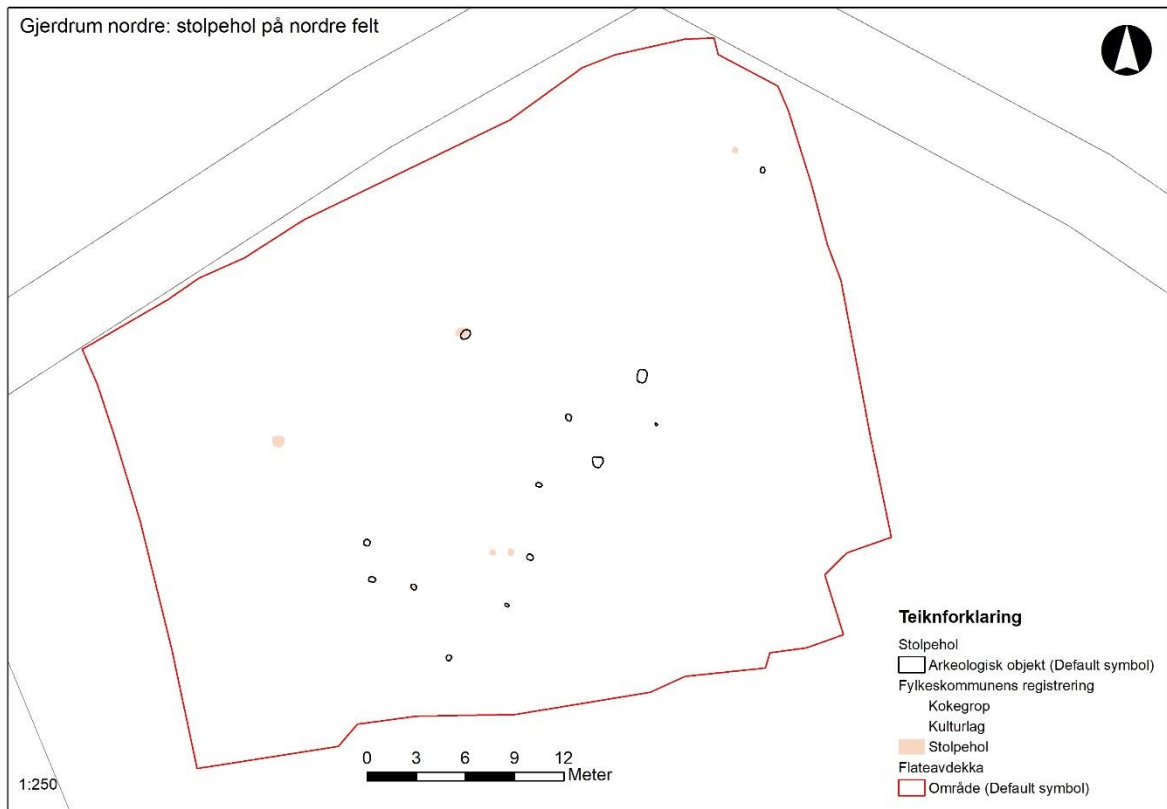 Gjerdrum nordre: stolpehol på nordre felt
Teiknforklaring
Stolpehol
Arkeologisk objekt (Default symbol)
Fylkeskommunens registrering
Kokegrop
Kulturlag
Stolpehol
Flateavdekka
Område (Default symbol)
0 3 6 9 12
Meter
1:250